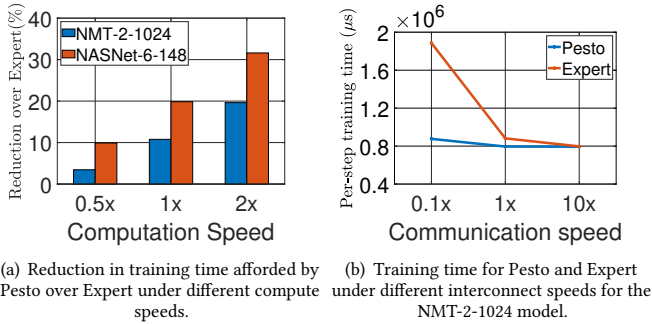 Reduction over Expert(%)
40
30
20
10
0
NMT-2-1024
NASNet-6-148
0.5x 1x 2x
Computation Speed
(a) Reduction in training time afforded by
Pesto over Expert under different compute
speeds.
Per-step training time (μs)
×10⁶
2
1.6
1.2
0.8
0.4
Pesto
Expert
0.1x 1x 10x
Communication speed
(b) Training time for Pesto and Expert
under different interconnect speeds for the
NMT-2-1024 model.